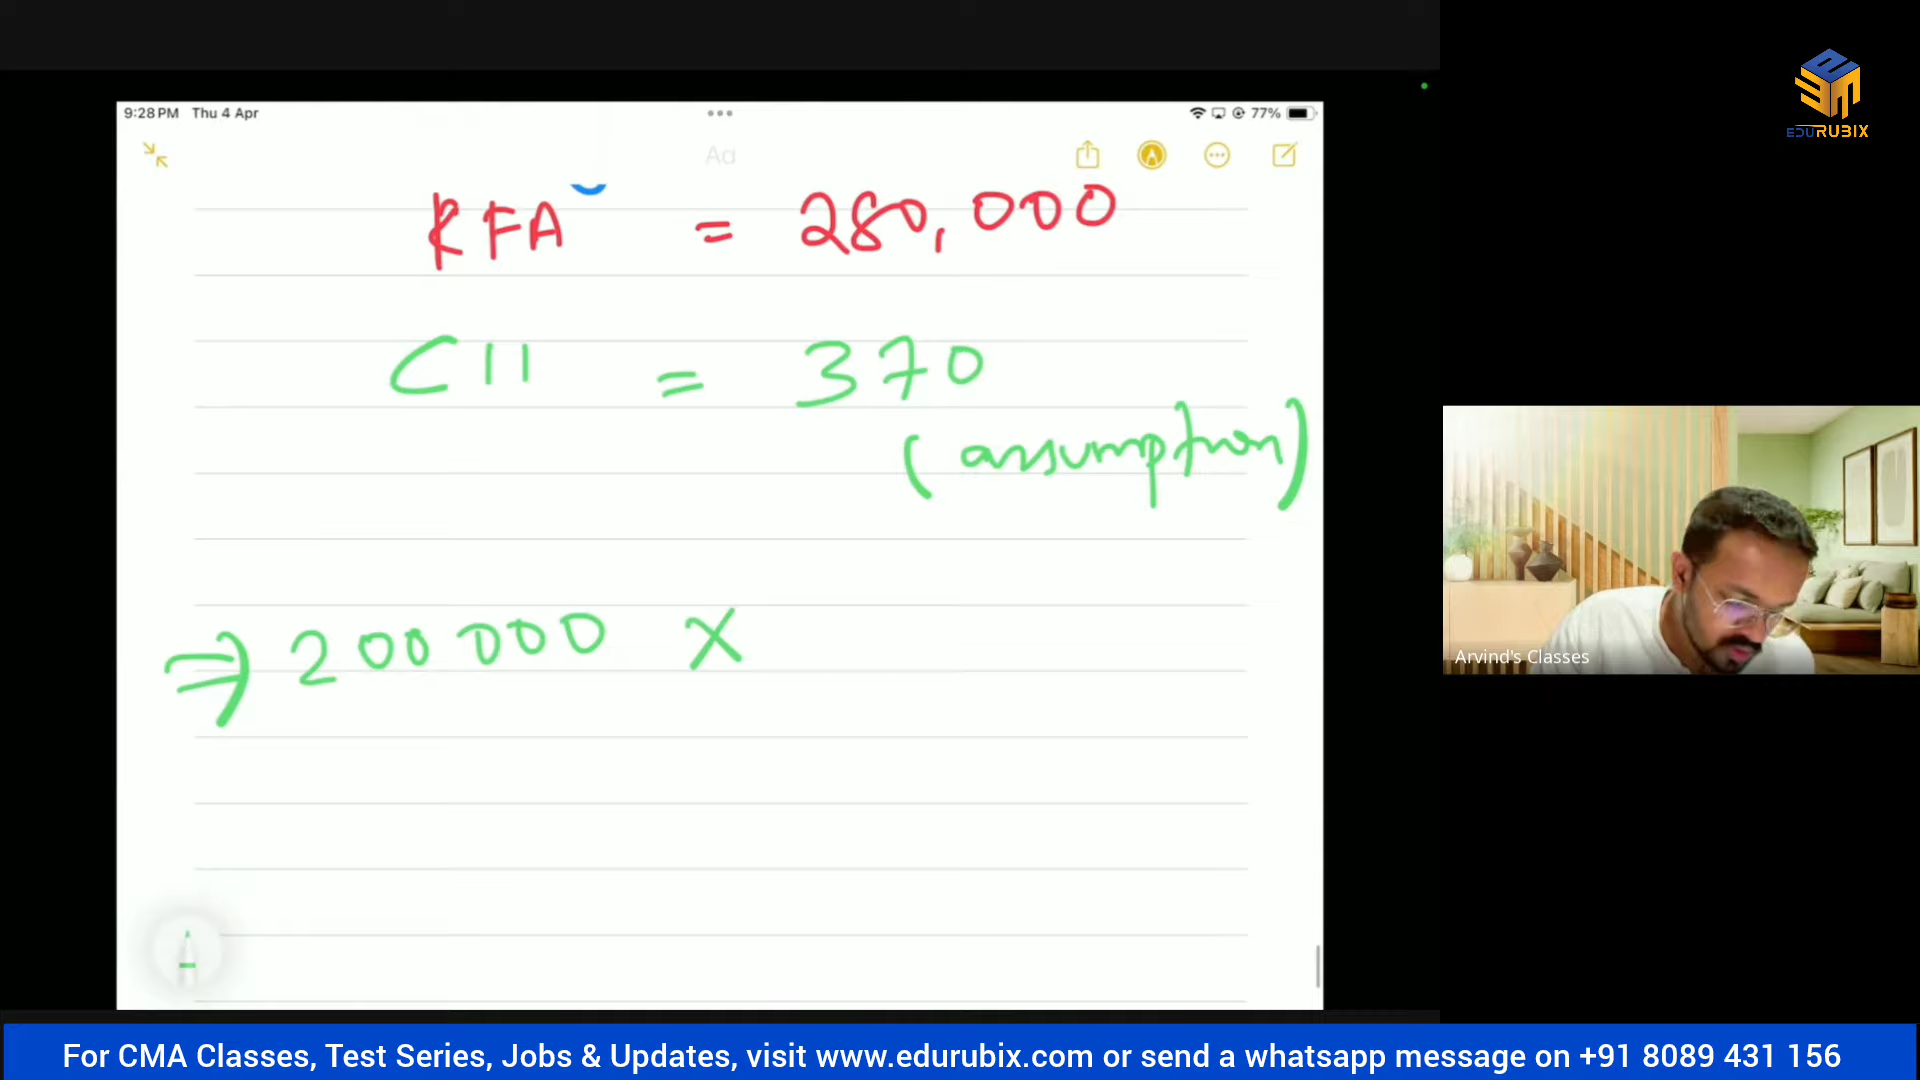 EDURUBIX
9:28 PM Thu 4 Apr
77%
Aa
RFA = 280,000
CII = 370
(assumption)
⇒ 200000 X
Arvind's Classes
For CMA Classes, Test Series, Jobs & Updates, visit www.edurubix.com or send a whatsapp message on +91 8089 431 156